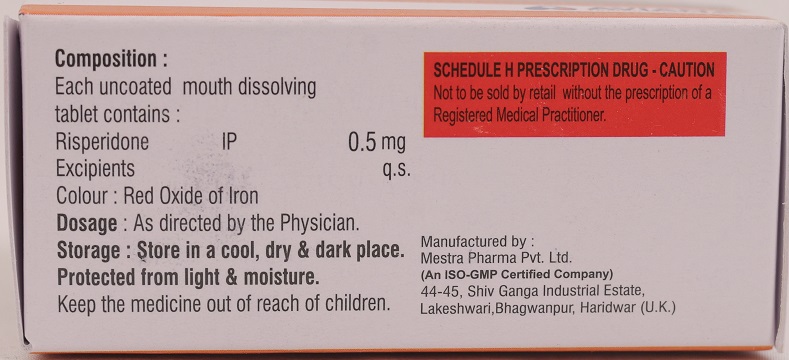 Composition :
Each uncoated mouth dissolving
tablet contains :
Risperidone IP 0.5 mg
Excipients q.s.
Colour : Red Oxide of Iron
Dosage : As directed by the Physician.
Storage : Store in a cool, dry & dark place.
Protected from light & moisture.
Keep the medicine out of reach of children.
SCHEDULE H PRESCRIPTION DRUG - CAUTION
Not to be sold by retail without the prescription of a
Registered Medical Practitioner.
Manufactured by :
Mestra Pharma Pvt. Ltd.
(An ISO-GMP Certified Company)
44-45, Shiv Ganga Industrial Estate,
Lakeshwari,Bhagwanpur, Haridwar (U.K.)